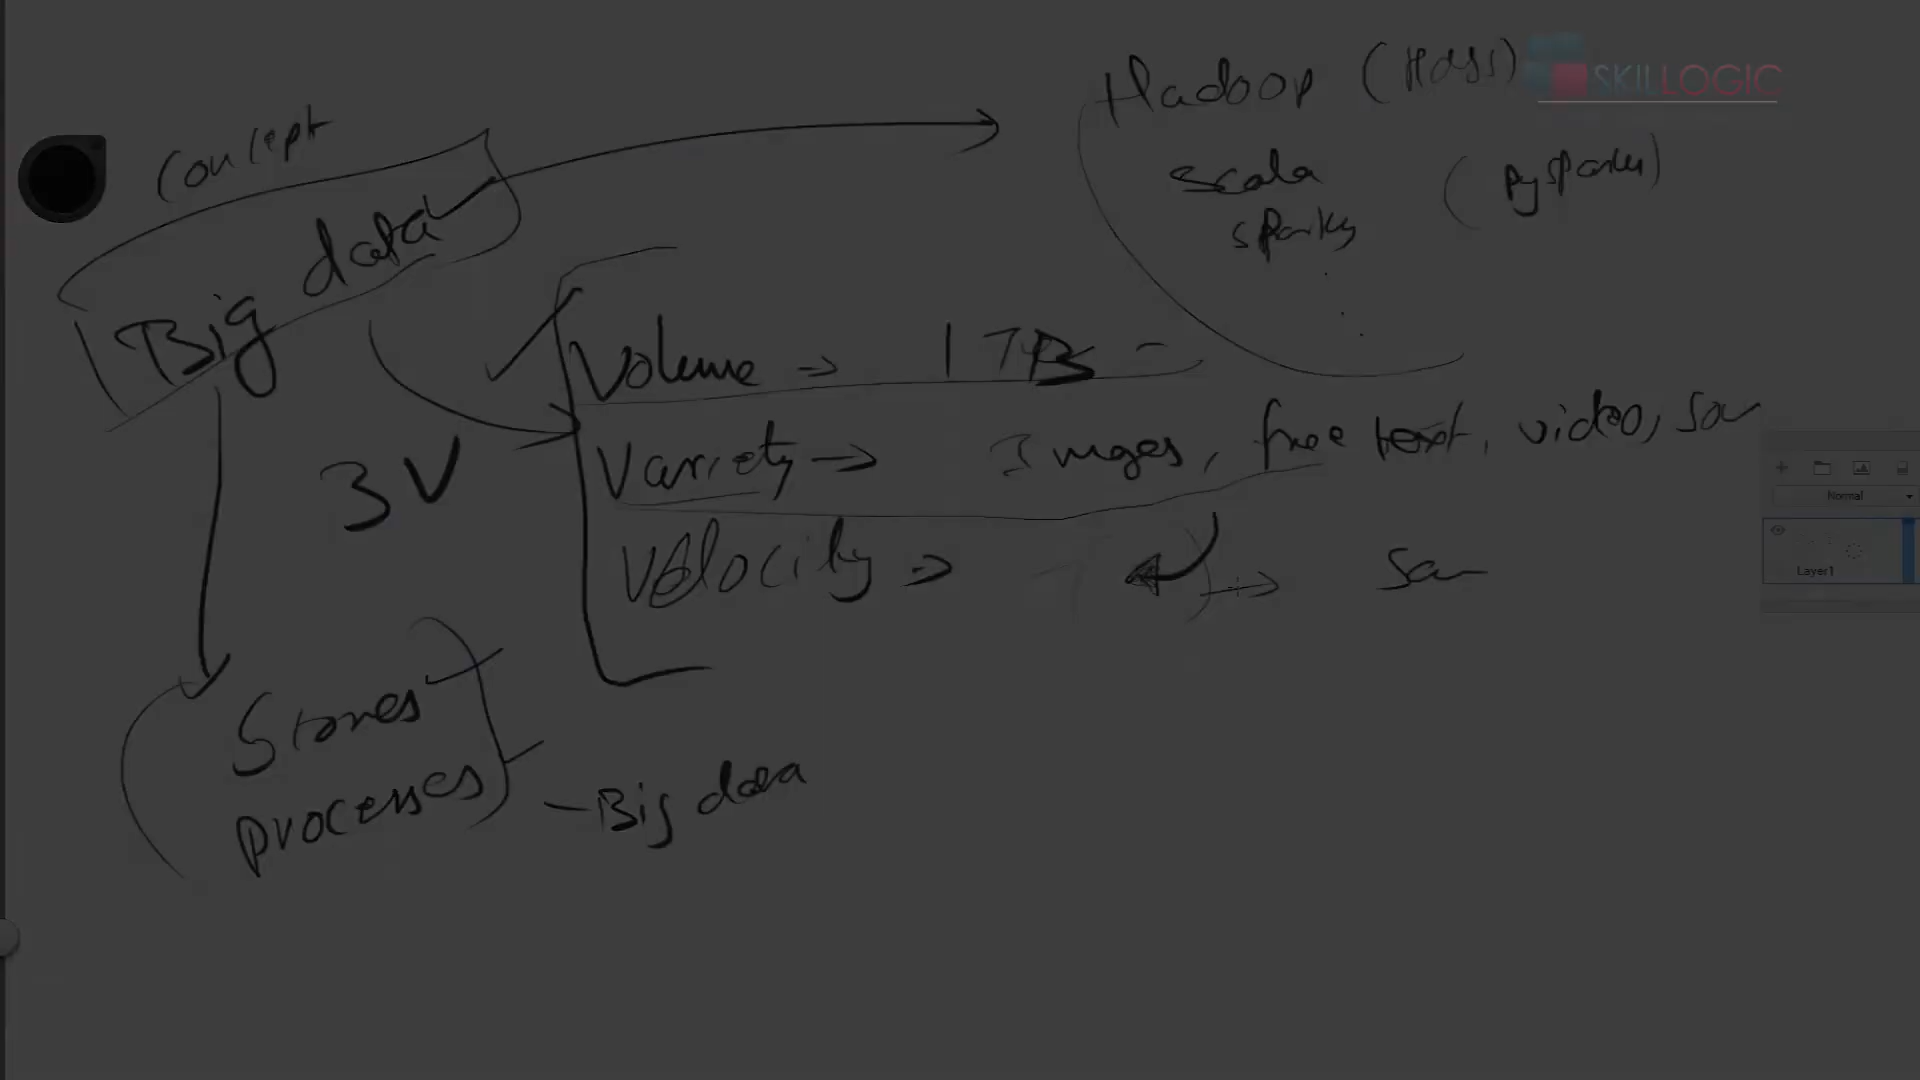 Hadoop (Hdfs)
SKILLOGIC
Concept
Scala (pyspark)
Spark
Big data
Volume → 1 TB -
3V
Variety → Images, free text, video,
Normal
Velocity →
Layer1
Stores
processes
- Big data